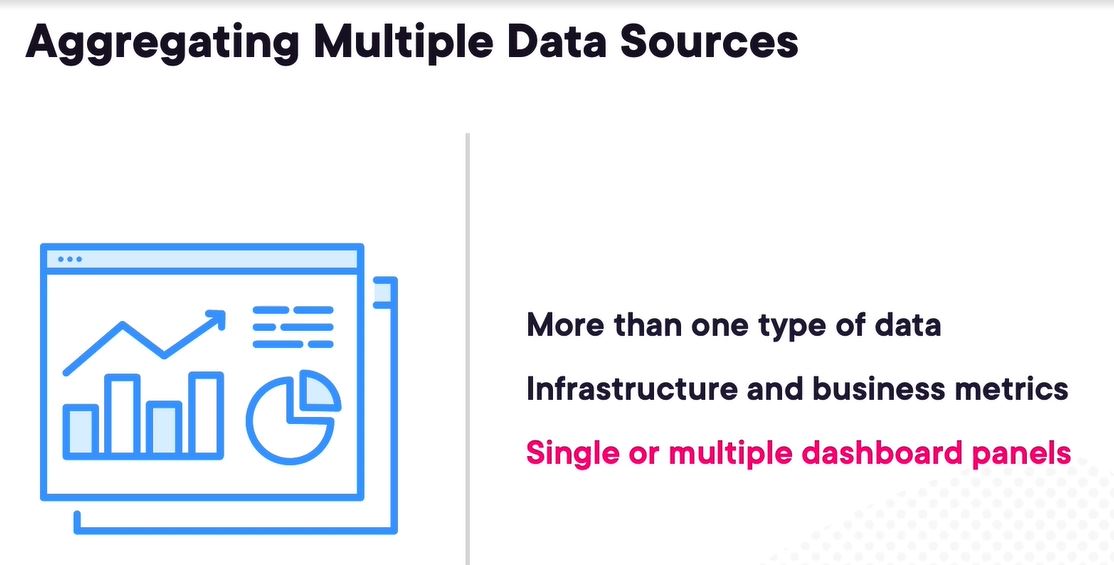 Aggregating Multiple Data Sources
More than one type of data
Infrastructure and business metrics
Single or multiple dashboard panels